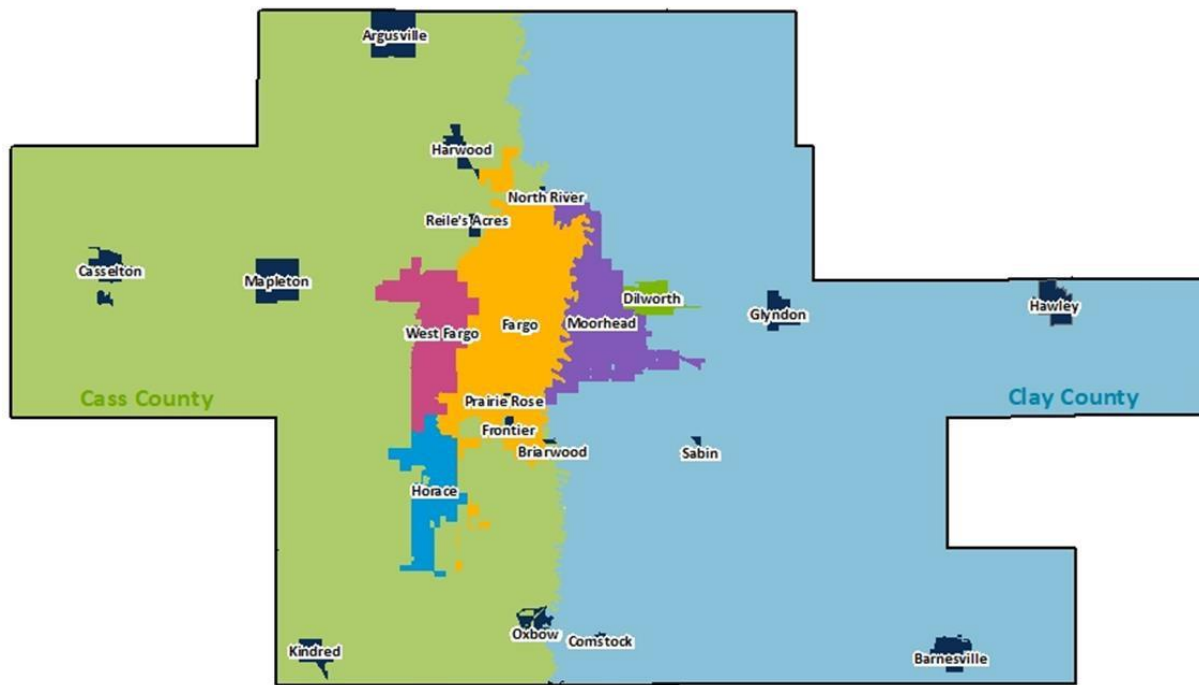 Argusville
Harwood
North River
Reile's Acres
Casselton
Mapleton
Dilworth
Hawley
Glyndon
Fargo
Moorhead
West Fargo
Cass County
Clay County
Prairie Rose
Frontier
Briarwood
Sabin
Horace
Oxbow
Comstock
Kindred
Barnesville